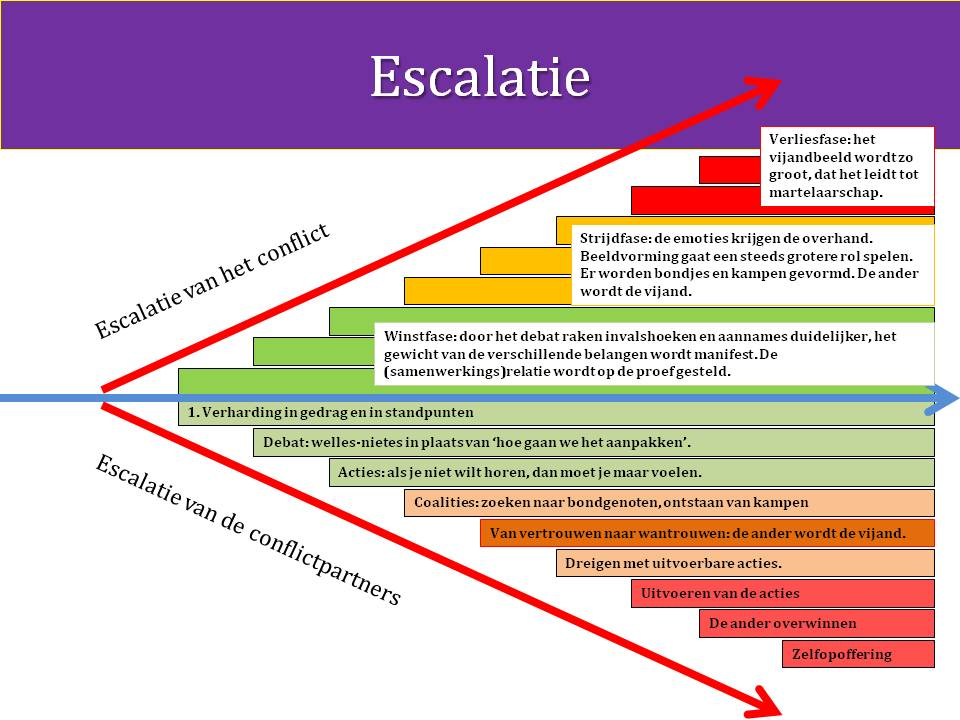 Escalatie
Verliesfase: het
vijandbeeld wordt zo
groot, dat het leidt tot
martelaarschap.
Strijdfase: de emoties krijgen de overhand.
Beeldvorming gaat een steeds grotere rol spelen.
Er worden bondjes en kampen gevormd. De ander
wordt de vijand.
Escalatie van het conflict
Winstfase: door het debat raken invalshoeken en aannames duidelijker, het
gewicht van de verschillende belangen wordt manifest. De
(samenwerkings)relatie wordt op de proef gesteld.
1. Verharding in gedrag en in standpunten
Debat: welles-nietes in plaats van ‘hoe gaan we het aanpakken’.
Acties: als je niet wilt horen, dan moet je maar voelen.
Escalatie van de conflictpartners
Coalities: zoeken naar bondgenoten, ontstaan van kampen
Van vertrouwen naar wantrouwen: de ander wordt de vijand.
Dreigen met uitvoerbare acties.
Uitvoeren van de acties
De ander overwinnen
Zelfopoffering